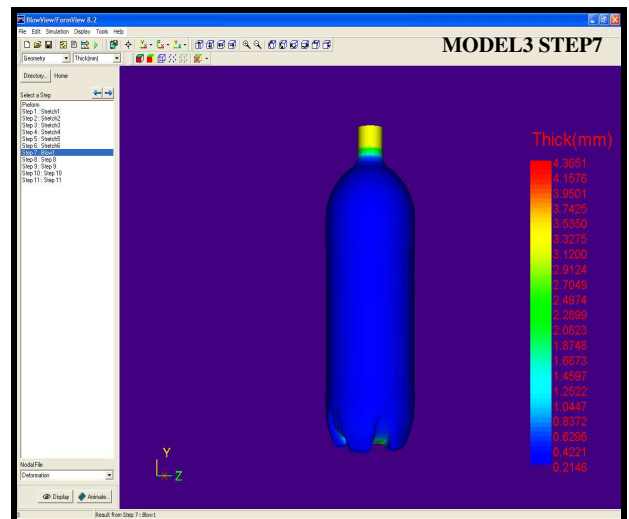 BlowView/FormView 8.2
File Edit Simulation Display Tools Help
MODEL3 STEP7
Geometry Thick(mm)
Directory... Home
Select a Step
Preform
Step 1 : Stretch1
Step 2 : Stretch2
Step 3 : Stretch3
Step 4 : Stretch4
Step 5 : Stretch5
Step 6 : Stretch6
Step 7 : Blow1
Step 8 : Step 8
Step 9 : Step 9
Step 10 : Step 10
Step 11 : Step 11
Thick(mm)
4.3651
4.1576
3.9501
3.7425
3.5350
3.3275
3.1200
2.9124
2.7049
2.4974
2.2899
2.0823
1.8748
1.6673
1.4597
1.2522
1.0447
0.8372
0.6296
0.4221
0.2146
Y
X Z
Nodal File
Deformation
Display Animate...
3 Result from Step 7 : Blow1